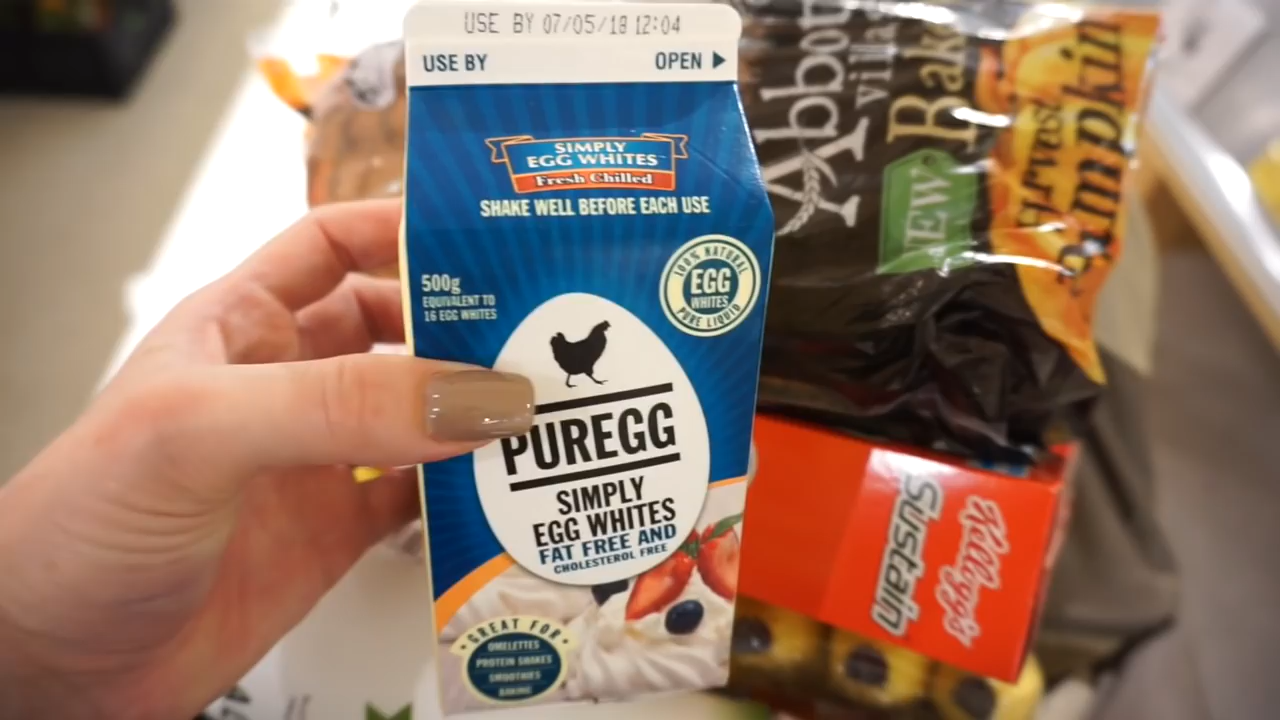 USE BY 07/05/18 12:04
USE BY
OPEN
SIMPLY
EGG WHITES
Fresh Chilled
SHAKE WELL BEFORE EACH USE
500g
EQUIVALENT TO
16 EGG WHITES
100% NATURAL
EGG
WHITES
PURE LIQUID
PUREGG
SIMPLY
EGG WHITES
FAT FREE AND
CHOLESTEROL FREE
GREAT FOR
OMELETTES
PROTEIN SHAKES
SMOOTHIES
BAKING
Village
NEW
Harvest
Pumpkin
Kellogg's
Sustain